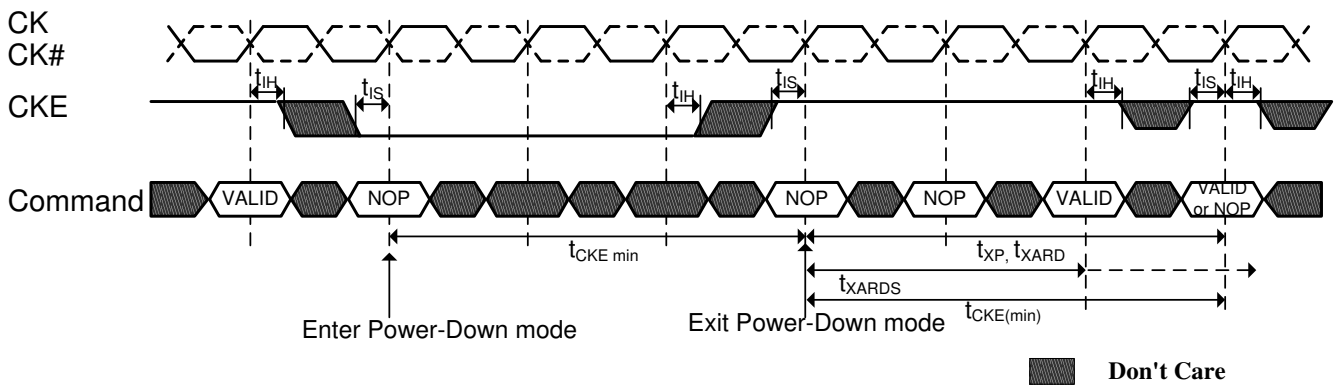 CK
CK#
tIH
tIS
tIH
tIS
tIH
tIS
tIH
CKE
Command
VALID
NOP
NOP
NOP
VALID
VALID
or NOP
tCKE min
tXP, tXARD
tXARDS
tCKE(min)
Enter Power-Down mode
Exit Power-Down mode
Don't Care